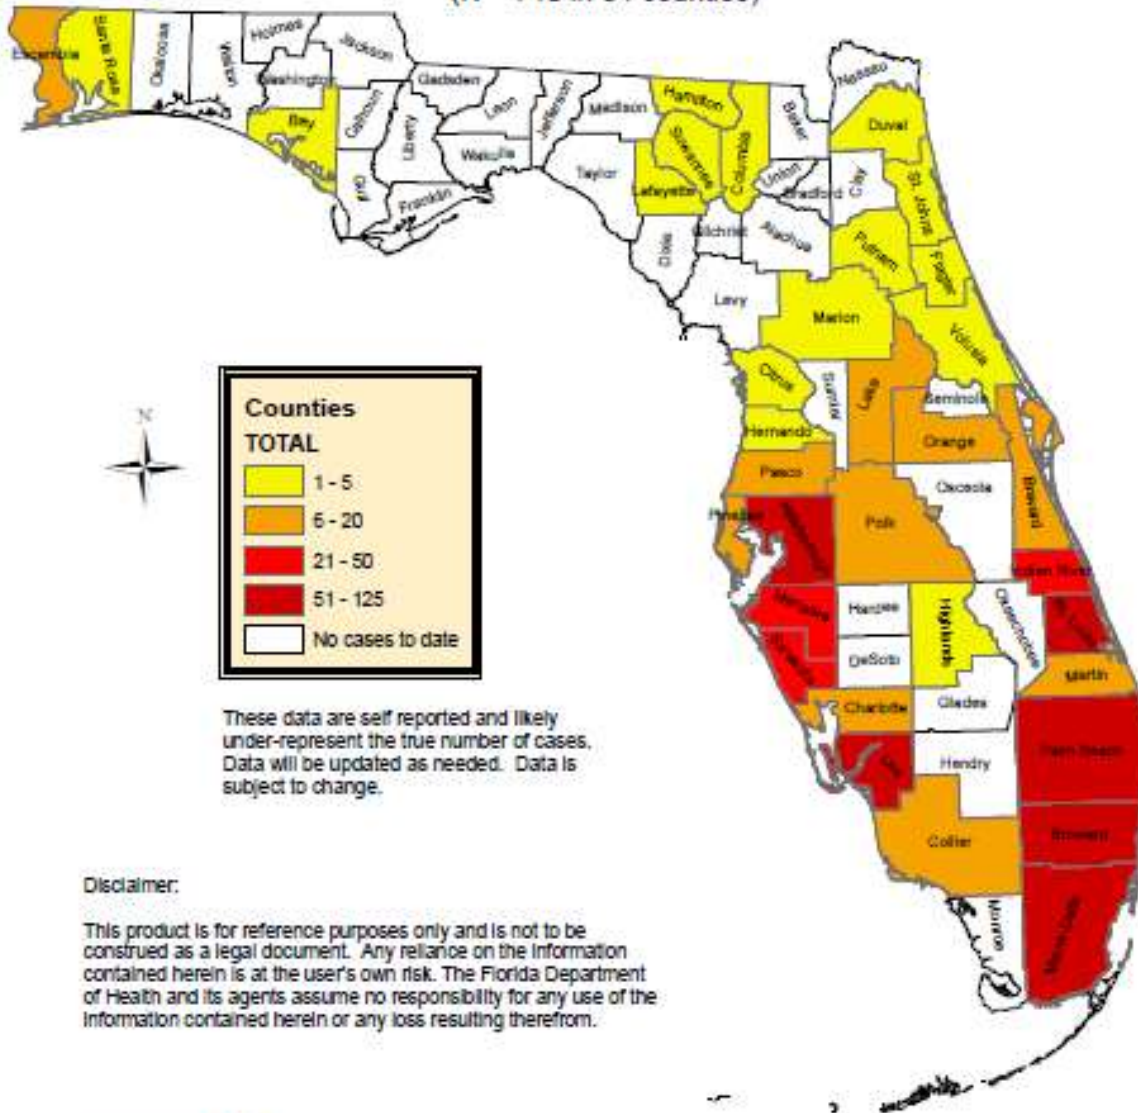 Escambia
Santa Rosa
Okaloosa
Walton
Holmes
Washington
Jackson
Bay
Calhoun
Gulf
Liberty
Gadsden
Franklin
Leon
Wakulla
Jefferson
Madison
Taylor
Hamilton
Suwannee
Lafayette
Columbia
Dixie
Gilchrist
Baker
Union
Bradford
Alachua
Nassau
Duval
Clay
St. Johns
Putnam
Flagler
Levy
Marion
Volusia
Citrus
Sumter
Lake
Seminole
Hernando
Orange
Pasco
Osceola
Brevard
Pinellas
Hillsborough
Polk
Indian River
Manatee
Hardee
Highlands
Okeechobee
St. Lucie
Sarasota
DeSoto
Martin
Charlotte
Glades
Lee
Hendry
Palm Beach
Collier
Broward
Monroe
Miami-Dade
N
Counties
TOTAL
1 - 5
6 - 20
21 - 50
51 - 125
No cases to date
These data are self reported and likely
under-represent the true number of cases.
Data will be updated as needed. Data is
subject to change.
Disclaimer:
This product is for reference purposes only and is not to be
construed as a legal document. Any reliance on the information
contained herein is at the user's own risk. The Florida Department
of Health and its agents assume no responsibility for any use of the
information contained herein or any loss resulting therefrom.